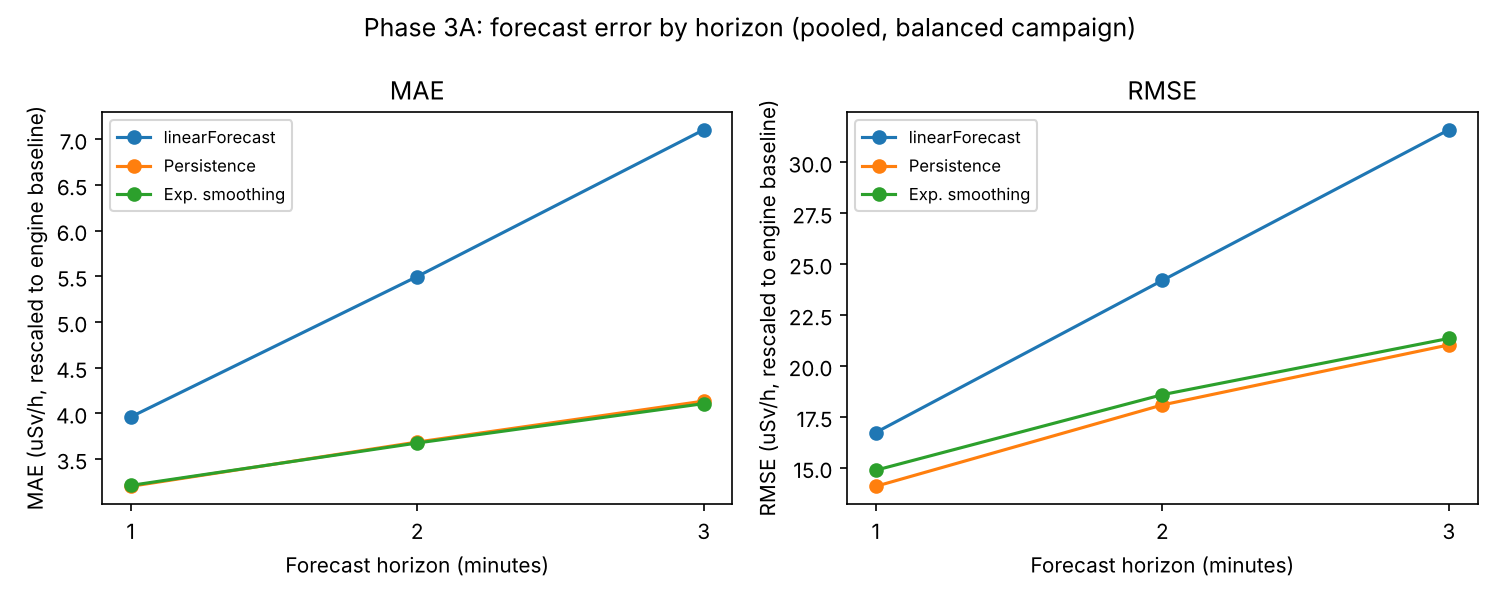 Phase 3A: forecast error by horizon (pooled, balanced campaign)
MAE
MAE (uSv/h, rescaled to engine baseline)
7.0
6.5
6.0
5.5
5.0
4.5
4.0
3.5
linearForecast
Persistence
Exp. smoothing
1
2
3
Forecast horizon (minutes)
RMSE
RMSE (uSv/h, rescaled to engine baseline)
30.0
27.5
25.0
22.5
20.0
17.5
15.0
linearForecast
Persistence
Exp. smoothing
1
2
3
Forecast horizon (minutes)